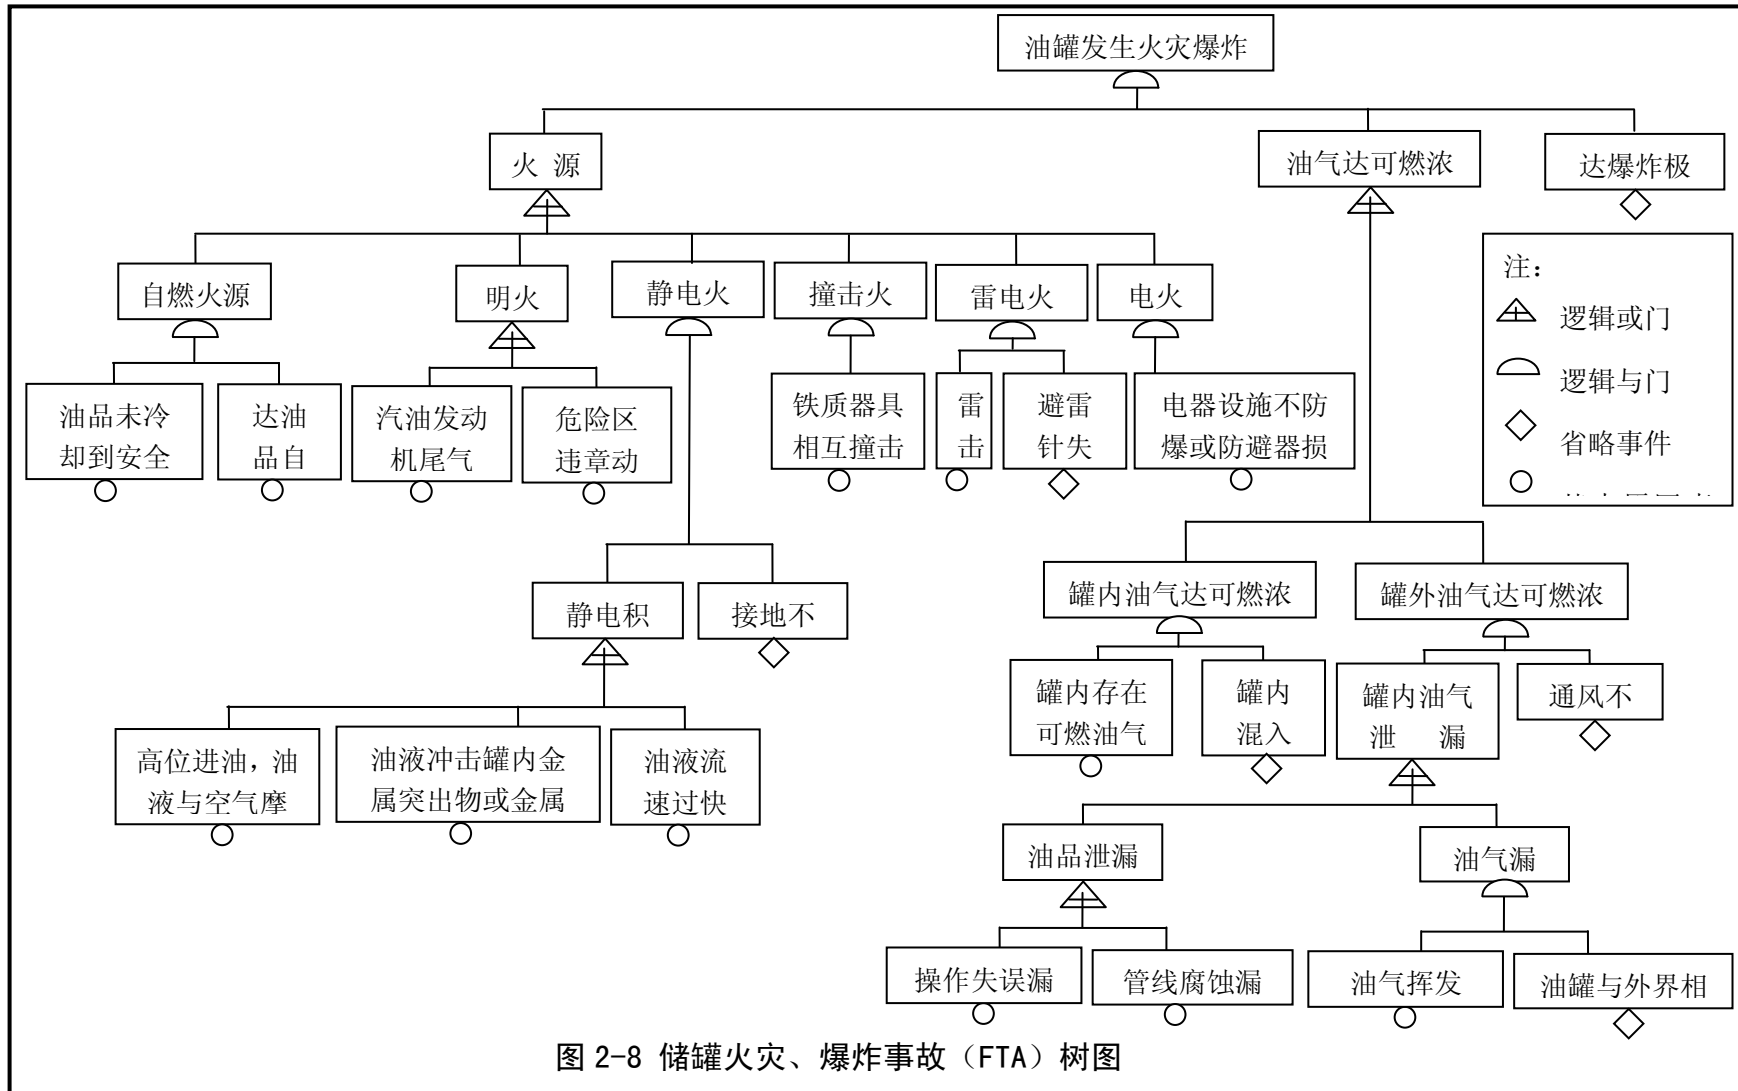 油罐发生火灾爆炸
火 源
油气达可燃浓
达爆炸极
自燃火源
明火
静电火
撞击火
雷电火
电火
注：
逻辑或门
逻辑与门
省略事件
油品未冷
却到安全
达油
品自
汽油发动
机尾气
危险区
违章动
铁质器具
相互撞击
雷
击
避雷
针失
电器设施不防
爆或防避器损
静电积
接地不
罐内油气达可燃浓
罐外油气达可燃浓
罐内存在
可燃油气
罐内
混入
罐内油气
泄 漏
通风不
高位进油，油
液与空气摩
油液冲击罐内金
属突出物或金属
油液流
速过快
油品泄漏
油气漏
操作失误漏
管线腐蚀漏
油气挥发
油罐与外界相
图 2-8 储罐火灾、爆炸事故（FTA）树图